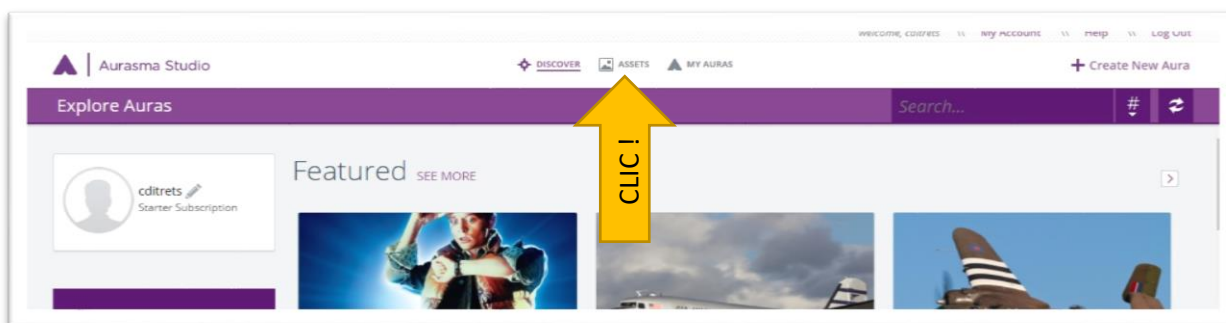 Welcome, cditrets \\ My Account \\ Help \\ Log Out
Aurasma Studio DISCOVER ASSETS MY AURAS + Create New Aura
Explore Auras Search... #
CLIC !
Featured SEE MORE
cditrets
Starter Subscription